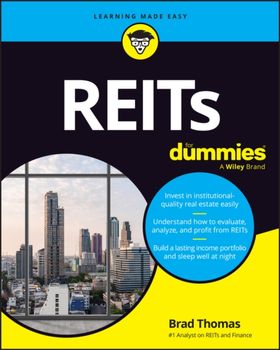 LEARNING MADE EASY
REITs
for
dummies
A Wiley Brand
Invest in institutional-
quality real estate easily
Understand how to evaluate,
analyze, and profit from REITs
Build a lasting income portfolio
and sleep well at night
Brad Thomas
#1 Analyst on REITs and Finance